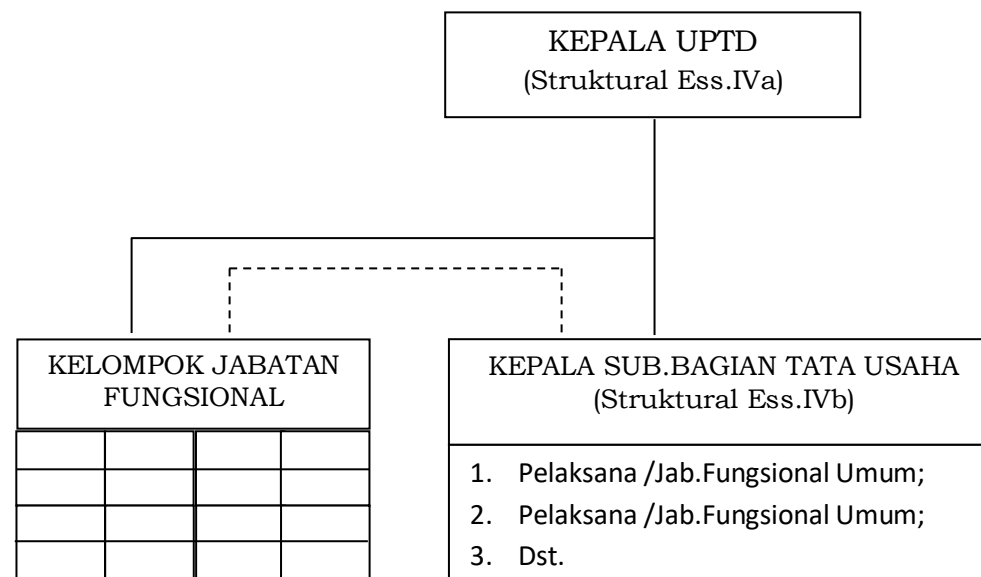 KEPALA UPTD
(Struktural Ess.IVa)
KELOMPOK JABATAN
FUNGSIONAL
KEPALA SUB.BAGIAN TATA USAHA
(Struktural Ess.IVb)
1. Pelaksana /Jab.Fungsional Umum;
2. Pelaksana /Jab.Fungsional Umum;
3. Dst.